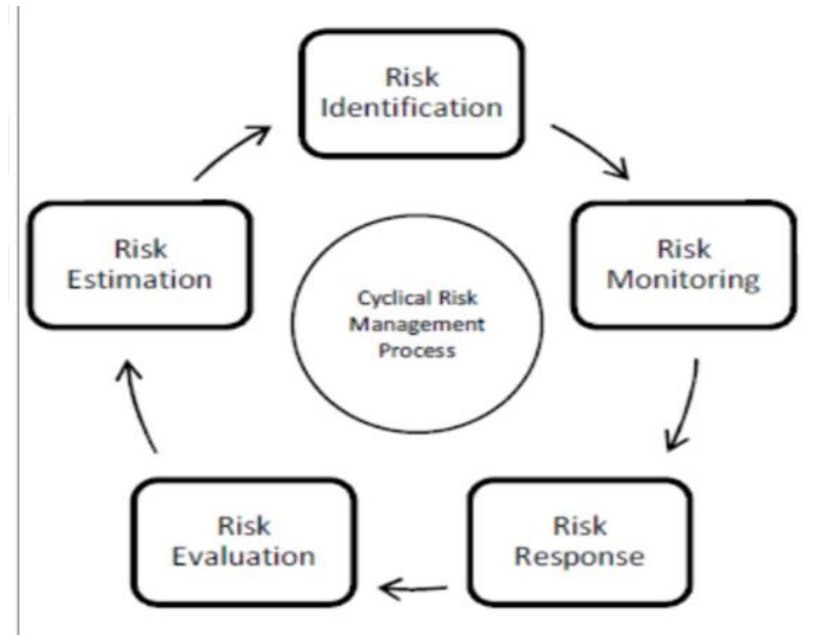 Risk
Identification
Risk
Estimation
Cyclical Risk
Management
Process
Risk
Monitoring
Risk
Evaluation
Risk
Response